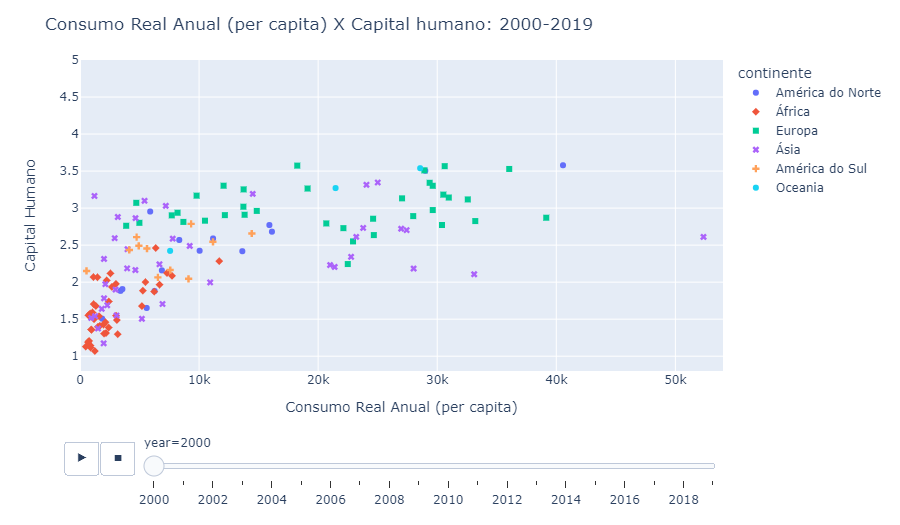 Consumo Real Anual (per capita) X Capital humano: 2000-2019
continente
América do Norte
África
Europa
Ásia
América do Sul
Oceania
Capital Humano
5
4.5
4
3.5
3
2.5
2
1.5
1
0 10k 20k 30k 40k 50k
Consumo Real Anual (per capita)
year=2000
2000 2002 2004 2006 2008 2010 2012 2014 2016 2018